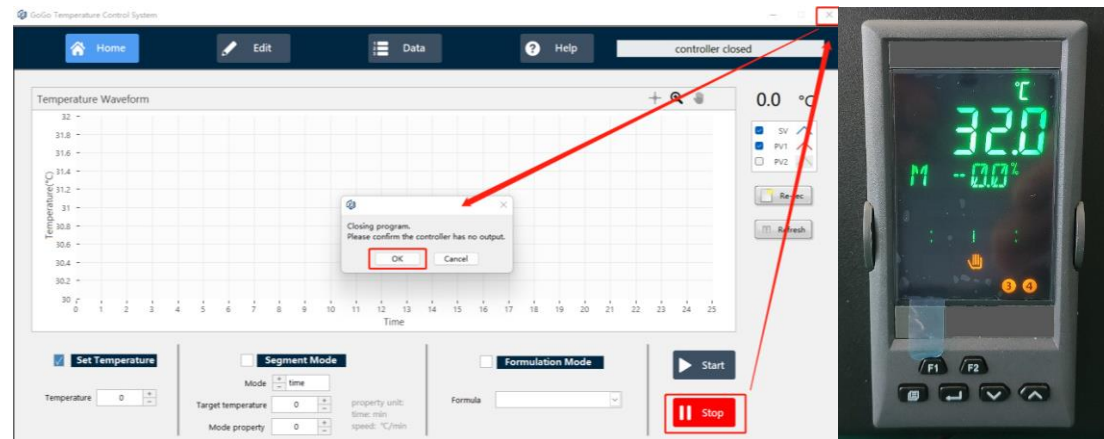 GoGo Temperature Control System
Home
Edit
Data
Help
controller closed
Temperature Waveform
0.0 °C
32
31.8
31.6
31.4
31.2
31
30.8
30.6
30.4
30.2
30
Temperature(°C)
0 1 2 3 4 5 6 7 8 9 10 11 12 13 14 15 16 17 18 19 20 21 22 23 24 25
Time
SV
PV1
PV2
Refresh
Closing program.
Please confirm the controller has no output.
OK
Cancel
Set Temperature
Temperature 0
Segment Mode
Mode time
Target temperature 0
Mode property 0
property unit:
time: min
speed: °C/min
Formulation Mode
Formula
Start
Stop
°C
32.0
M --0.0%
: 1 :
3 4
F1 F2